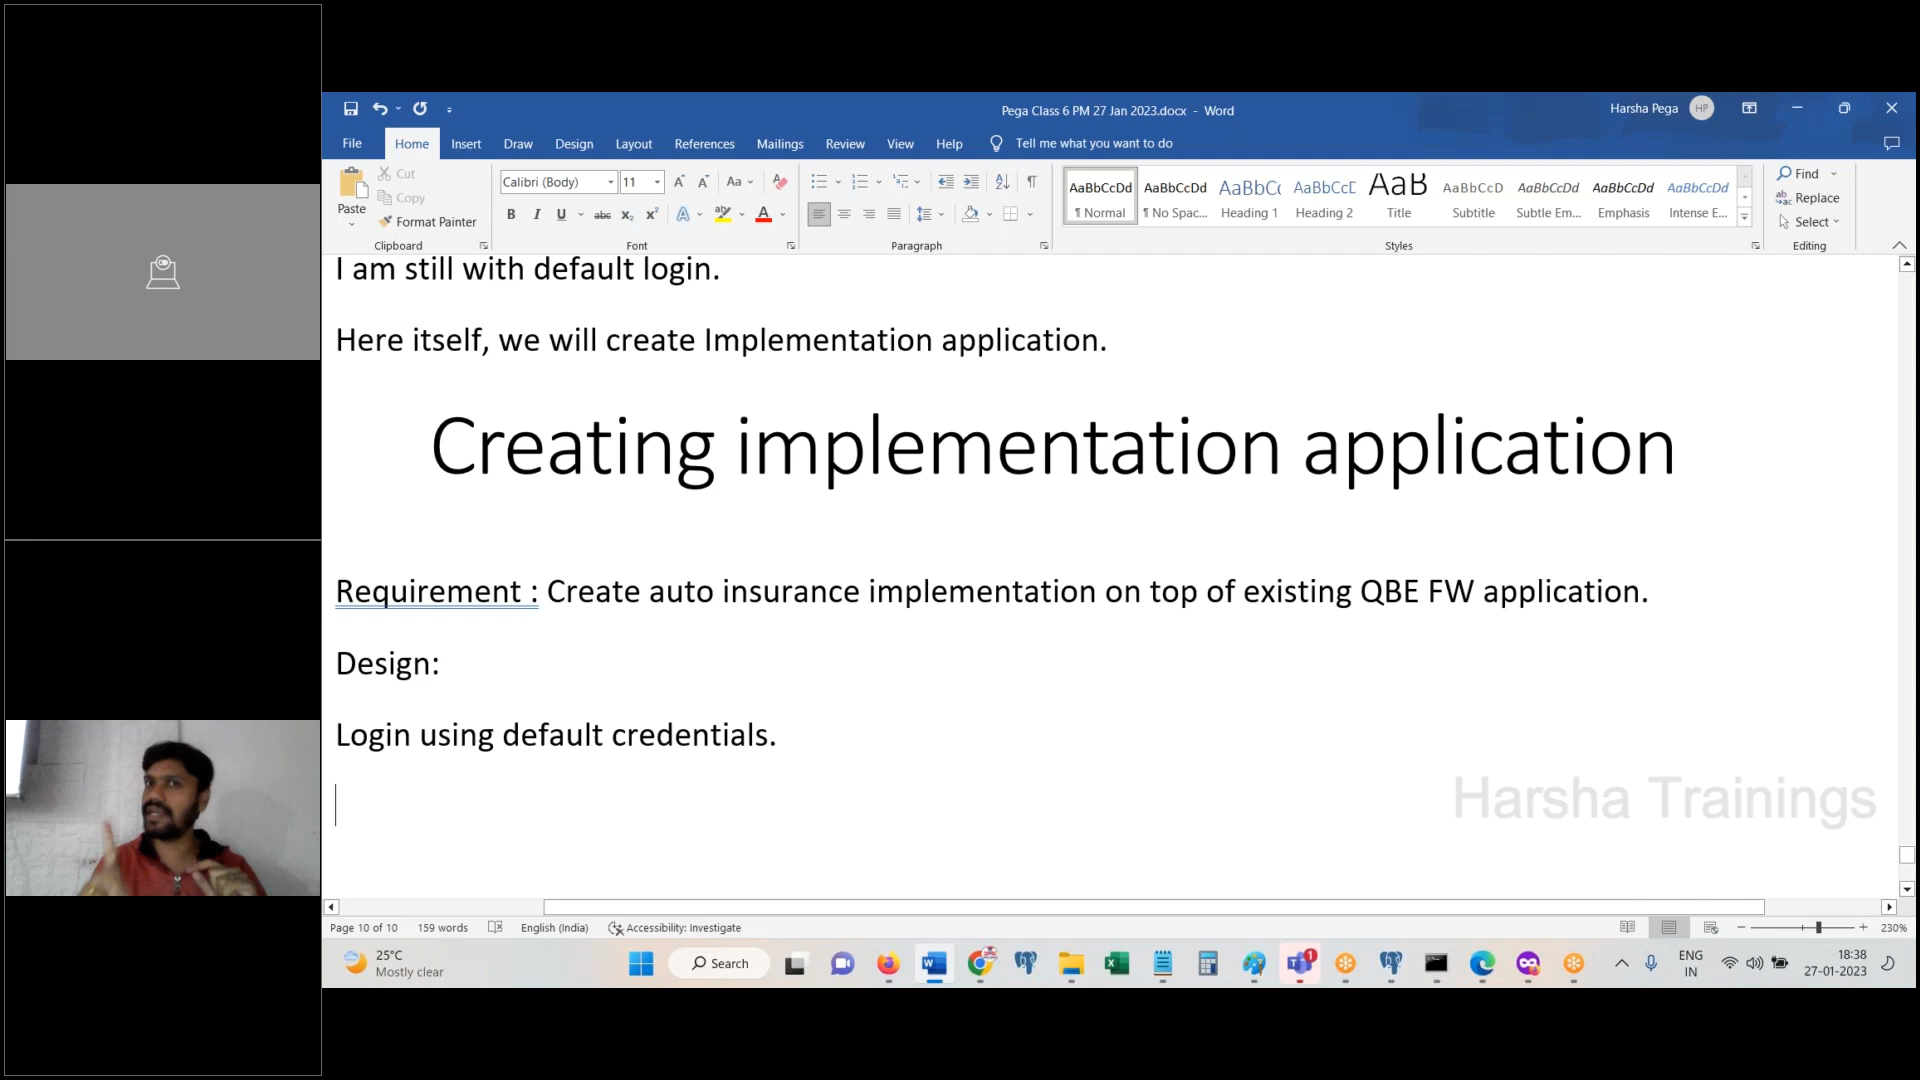 Pega Class 6 PM 27 Jan 2023.docx - Word
Harsha Pega
HP
File Home Insert Draw Design Layout References Mailings Review View Help Tell me what you want to do
Paste
Cut
Copy
Format Painter
Clipboard
Calibri (Body) 11
Font
Paragraph
AaBbCcDd AaBbCcDd AaBbCc AaBbCcD AaB AaBbCcD AaBbCcDd AaBbCcDd AaBbCcDd
¶ Normal ¶ No Spac... Heading 1 Heading 2 Title Subtitle Subtle Em... Emphasis Intense E...
Styles
Find
Replace
Select
Editing
I am still with default login.
Here itself, we will create Implementation application.
Creating implementation application
Requirement : Create auto insurance implementation on top of existing QBE FW application.
Design:
Login using default credentials.
Harsha Trainings
Page 10 of 10 159 words English (India) Accessibility: Investigate 230%
25°C
Mostly clear
Search
1
ENG
IN
18:38
27-01-2023